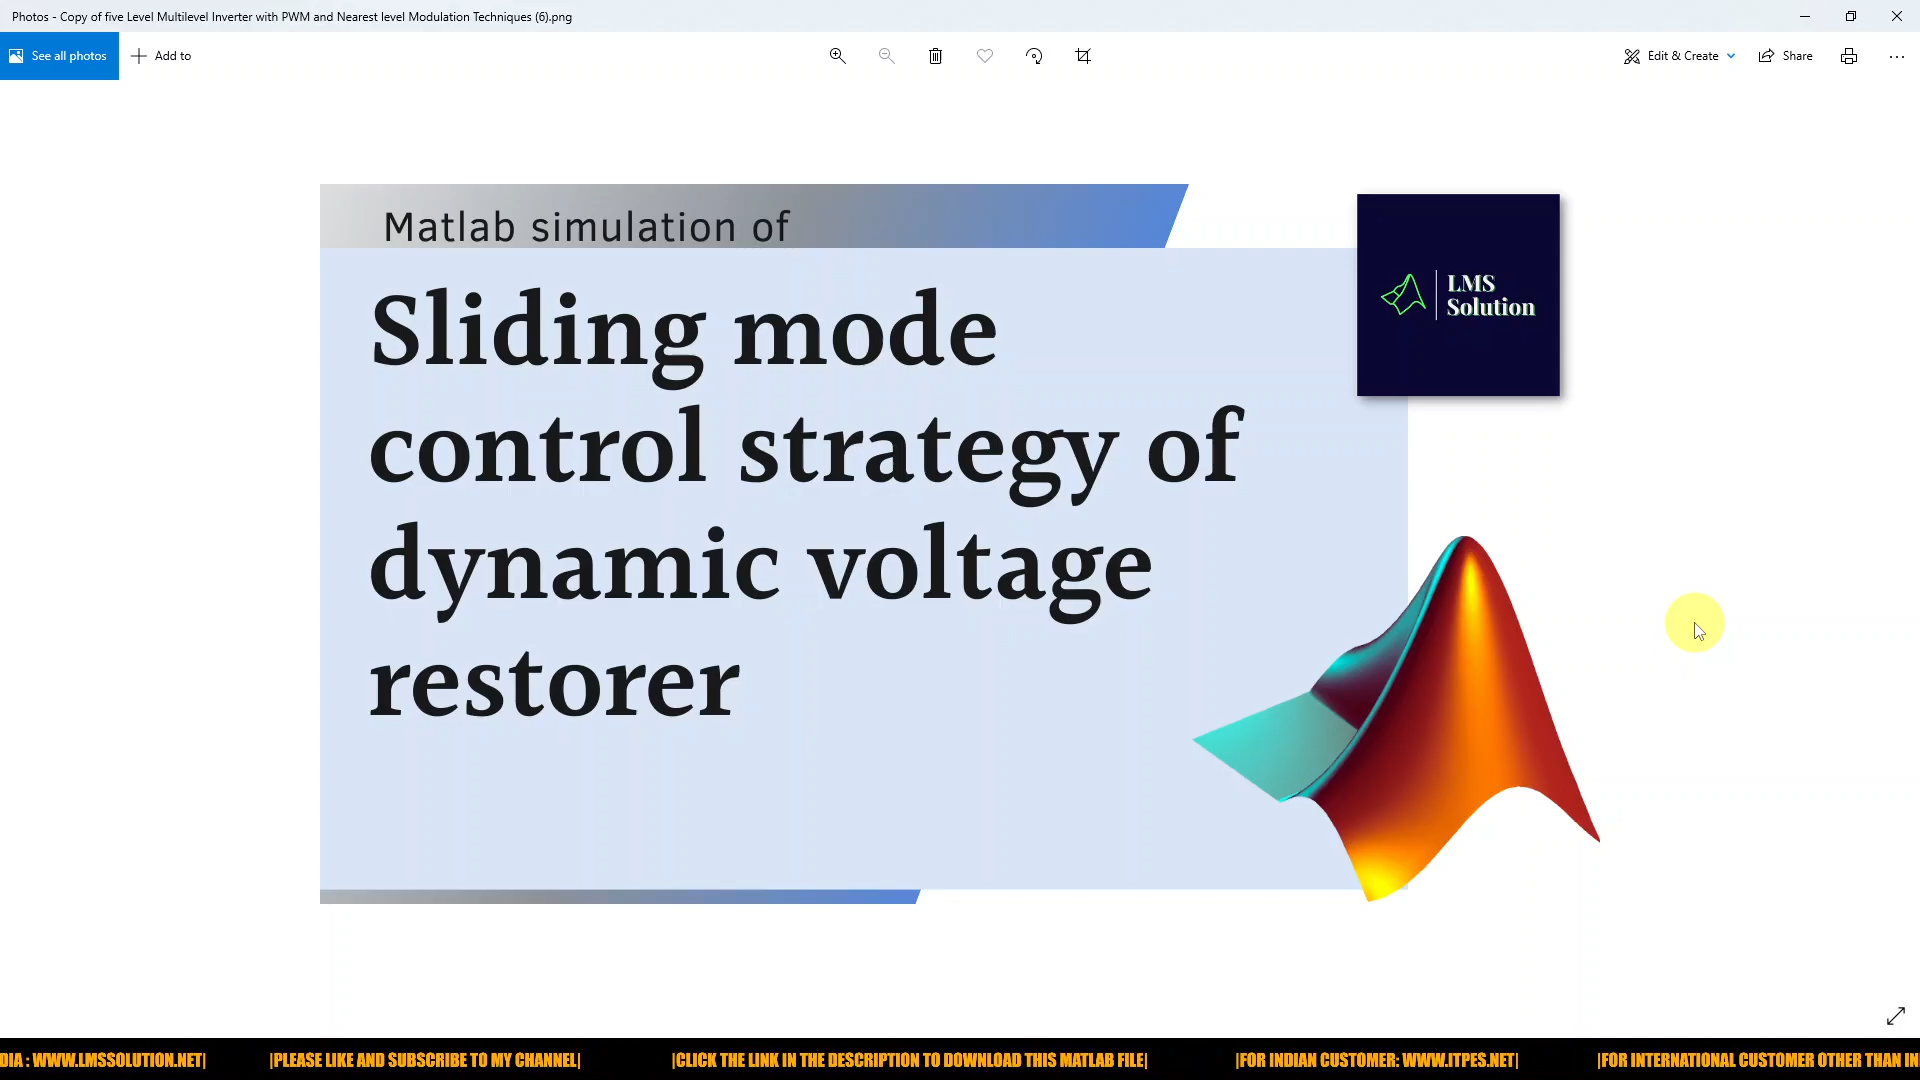 Photos - Copy of five Level Multilevel Inverter with PWM and Nearest level Modulation Techniques (6).png
See all photos
Add to
Edit & Create
Share
Matlab simulation of
LMS
Solution
Sliding mode
control strategy of
dynamic voltage
restorer
DIA : WWW.LMSSOLUTION.NET| |PLEASE LIKE AND SUBSCRIBE TO MY CHANNEL| |CLICK THE LINK IN THE DESCRIPTION TO DOWNLOAD THIS MATLAB FILE| |FOR INDIAN CUSTOMER: WWW.ITPES.NET| |FOR INTERNATIONAL CUSTOMER OTHER THAN IN